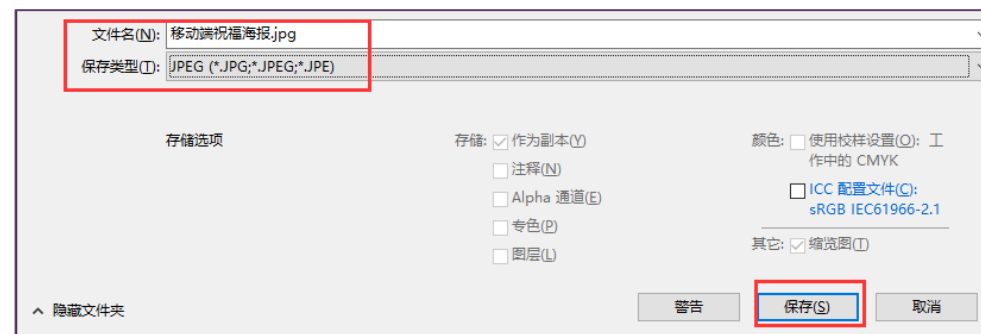 文件名(N): 移动端祝福海报.jpg
保存类型(T): JPEG (*.JPG;*.JPEG;*.JPE)
存储选项 存储: 作为副本(Y) 颜色: 使用校样设置(O): 工
作中的 CMYK
注释(N)
ICC 配置文件(C):
Alpha 通道(E)
sRGB IEC61966-2.1
专色(P)
其它: 缩览图(T)
图层(L)
隐藏文件夹 警告 保存(S) 取消